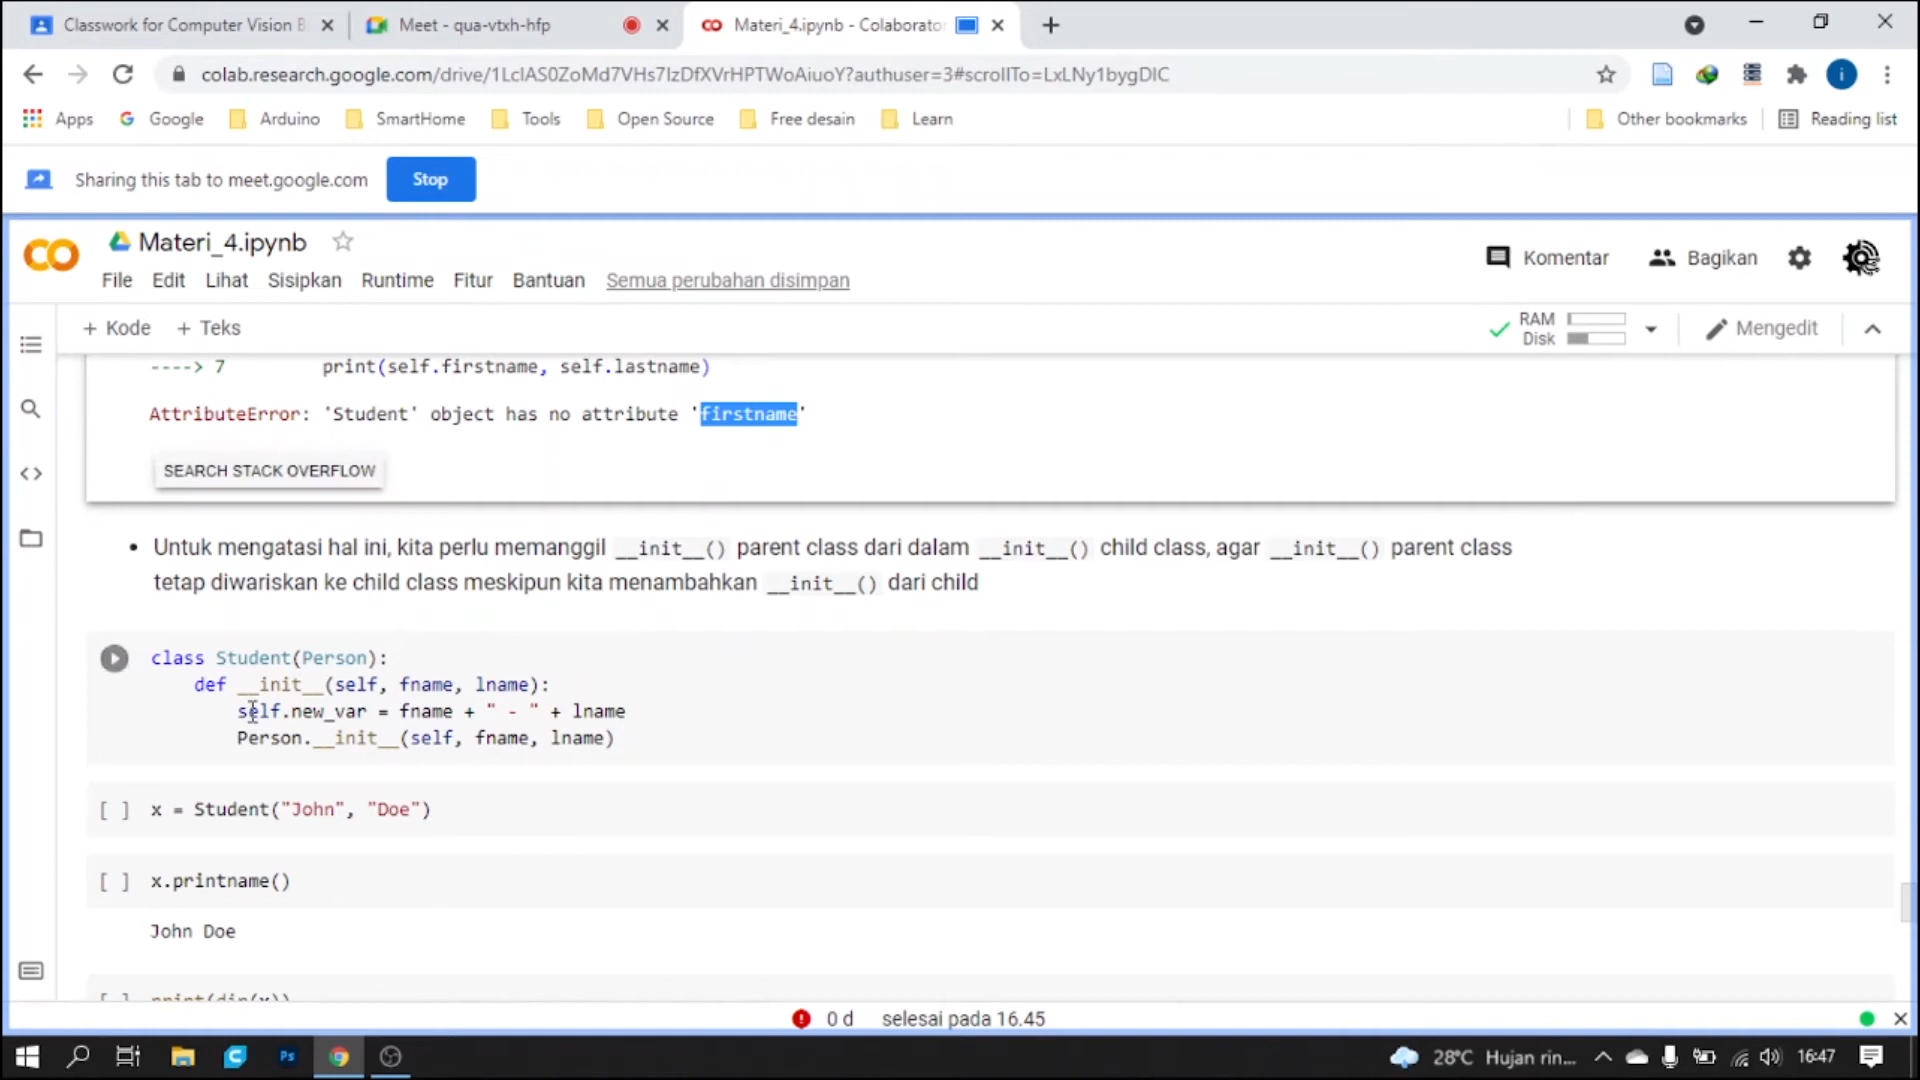 Classwork for Computer Vision B
Meet - qua-vtxh-hfp
Materi_4.ipynb - Colaborator
colab.research.google.com/drive/1LclAS0ZoMd7VHs7IzDfXVrHPTWoAiuoY?authuser=3#scrollTo=LxLNy1bygDIC
i
Apps
Google
Arduino
SmartHome
Tools
Open Source
Free desain
Learn
Other bookmarks
Reading list
Sharing this tab to meet.google.com
Stop
Materi_4.ipynb
Komentar
Bagikan
File Edit Lihat Sisipkan Runtime Fitur Bantuan Semua perubahan disimpan
+ Kode + Teks
RAM
Disk
Mengedit
----> 7         print(self.firstname, self.lastname)
AttributeError: 'Student' object has no attribute 'firstname'
SEARCH STACK OVERFLOW
• Untuk mengatasi hal ini, kita perlu memanggil __init__() parent class dari dalam __init__() child class, agar __init__() parent class
tetap diwariskan ke child class meskipun kita menambahkan __init__() dari child
class Student(Person):
    def __init__(self, fname, lname):
        self.new_var = fname + " - " + lname
        Person.__init__(self, fname, lname)
[ ] x = Student("John", "Doe")
[ ] x.printname()
John Doe
[ ] print(dir(x))
0 d selesai pada 16.45
Ps
28°C Hujan rin...
16:47